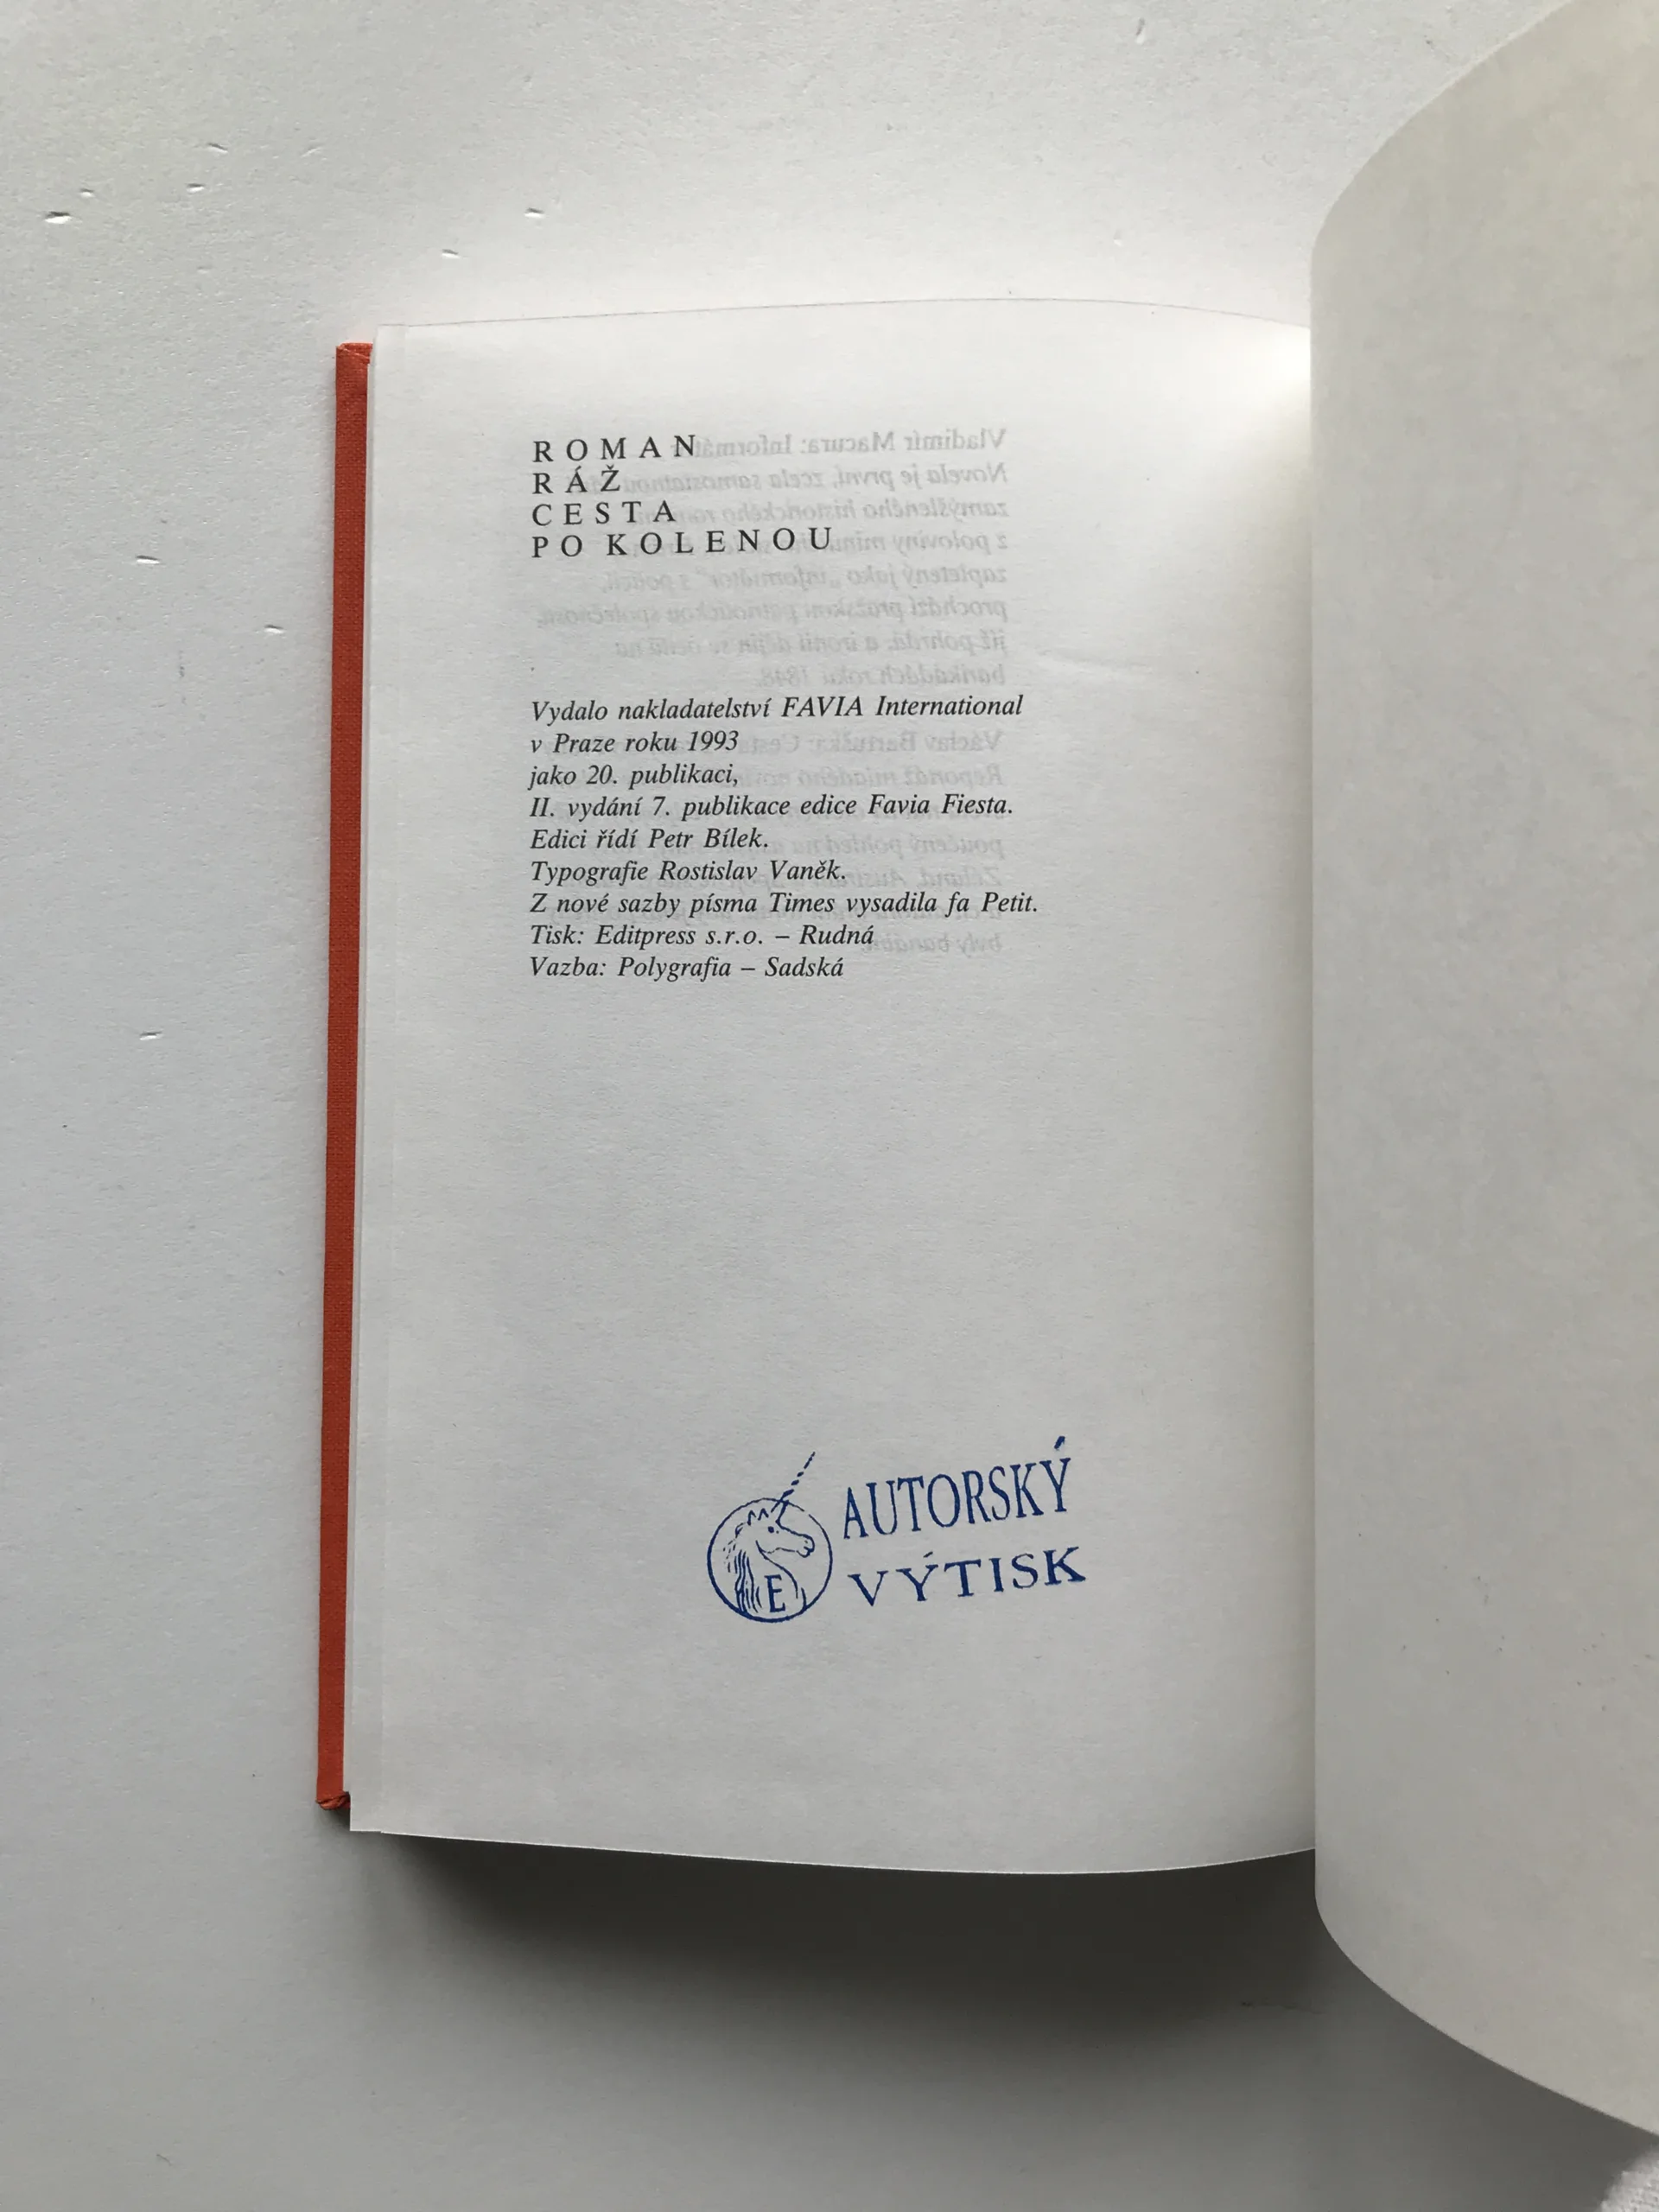 ROMAN
RÁŽ
CESTA
PO KOLENOU
Vydalo nakladatelství FAVIA International
v Praze roku 1993
jako 20. publikaci,
II. vydání 7. publikace edice Favia Fiesta.
Edici řídí Petr Bílek.
Typografie Rostislav Vaněk.
Z nové sazby písma Times vysadila fa Petit.
Tisk: Editpress s.r.o. – Rudná
Vazba: Polygrafia – Sadská
E
AUTORSKÝ
VÝTISK